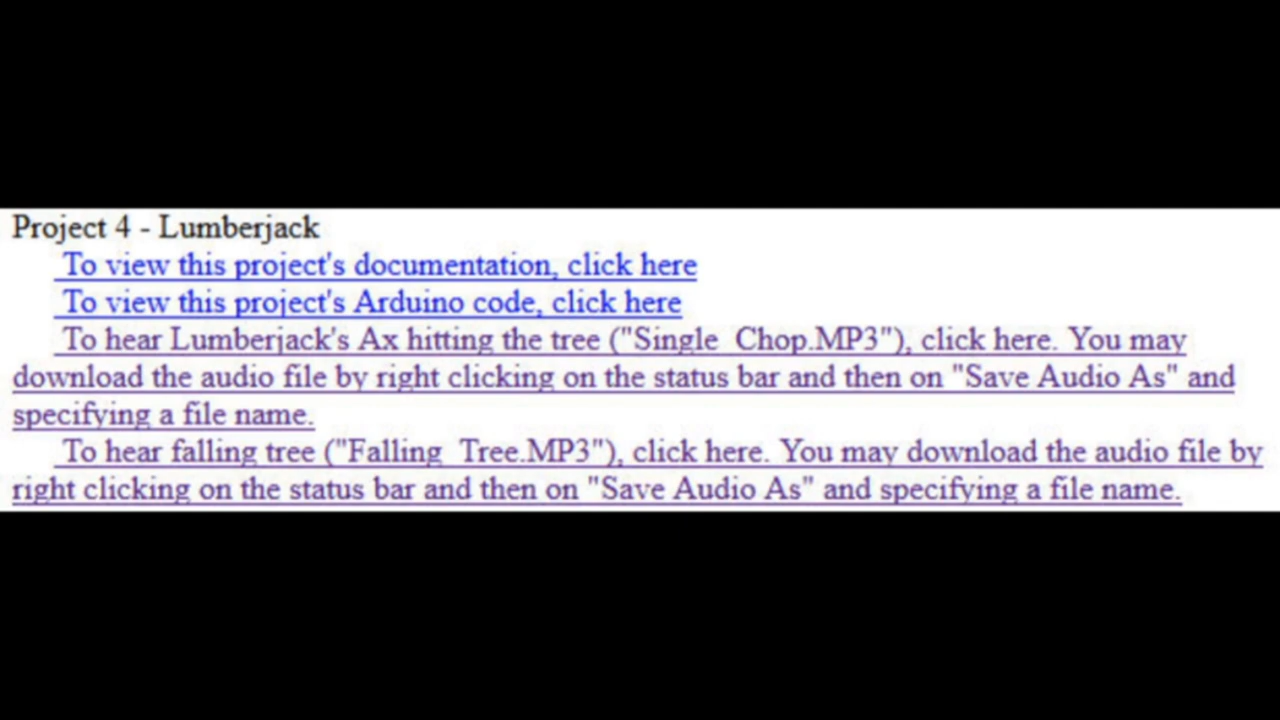 Project 4 - Lumberjack
To view this project's documentation, click here
To view this project's Arduino code, click here
To hear Lumberjack's Ax hitting the tree ("Single_Chop.MP3"), click here. You may
download the audio file by right clicking on the status bar and then on "Save Audio As" and
specifying a file name.
To hear falling tree ("Falling_Tree.MP3"), click here. You may download the audio file by
right clicking on the status bar and then on "Save Audio As" and specifying a file name.